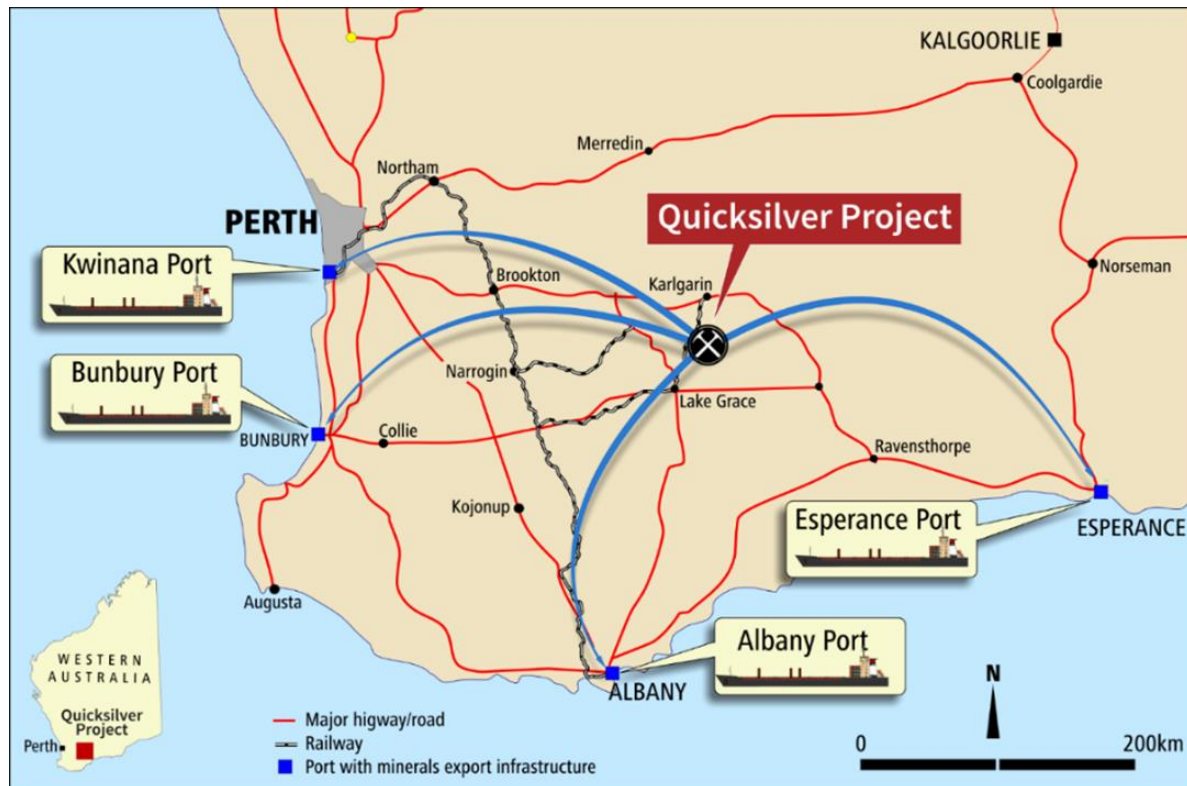 KALGOORLIE
Coolgardie
Merredin
Northam
PERTH
Quicksilver Project
Kwinana Port
Norseman
Brookton
Karlgarin
Bunbury Port
Narrogin
Lake Grace
BUNBURY
Collie
Ravensthorpe
Kojonup
Esperance Port
ESPERANCE
Augusta
Albany Port
ALBANY
WESTERN
AUSTRALIA
Quicksilver
Project
Perth
Major higway/road
Railway
Port with minerals export infrastructure
N
0 200km